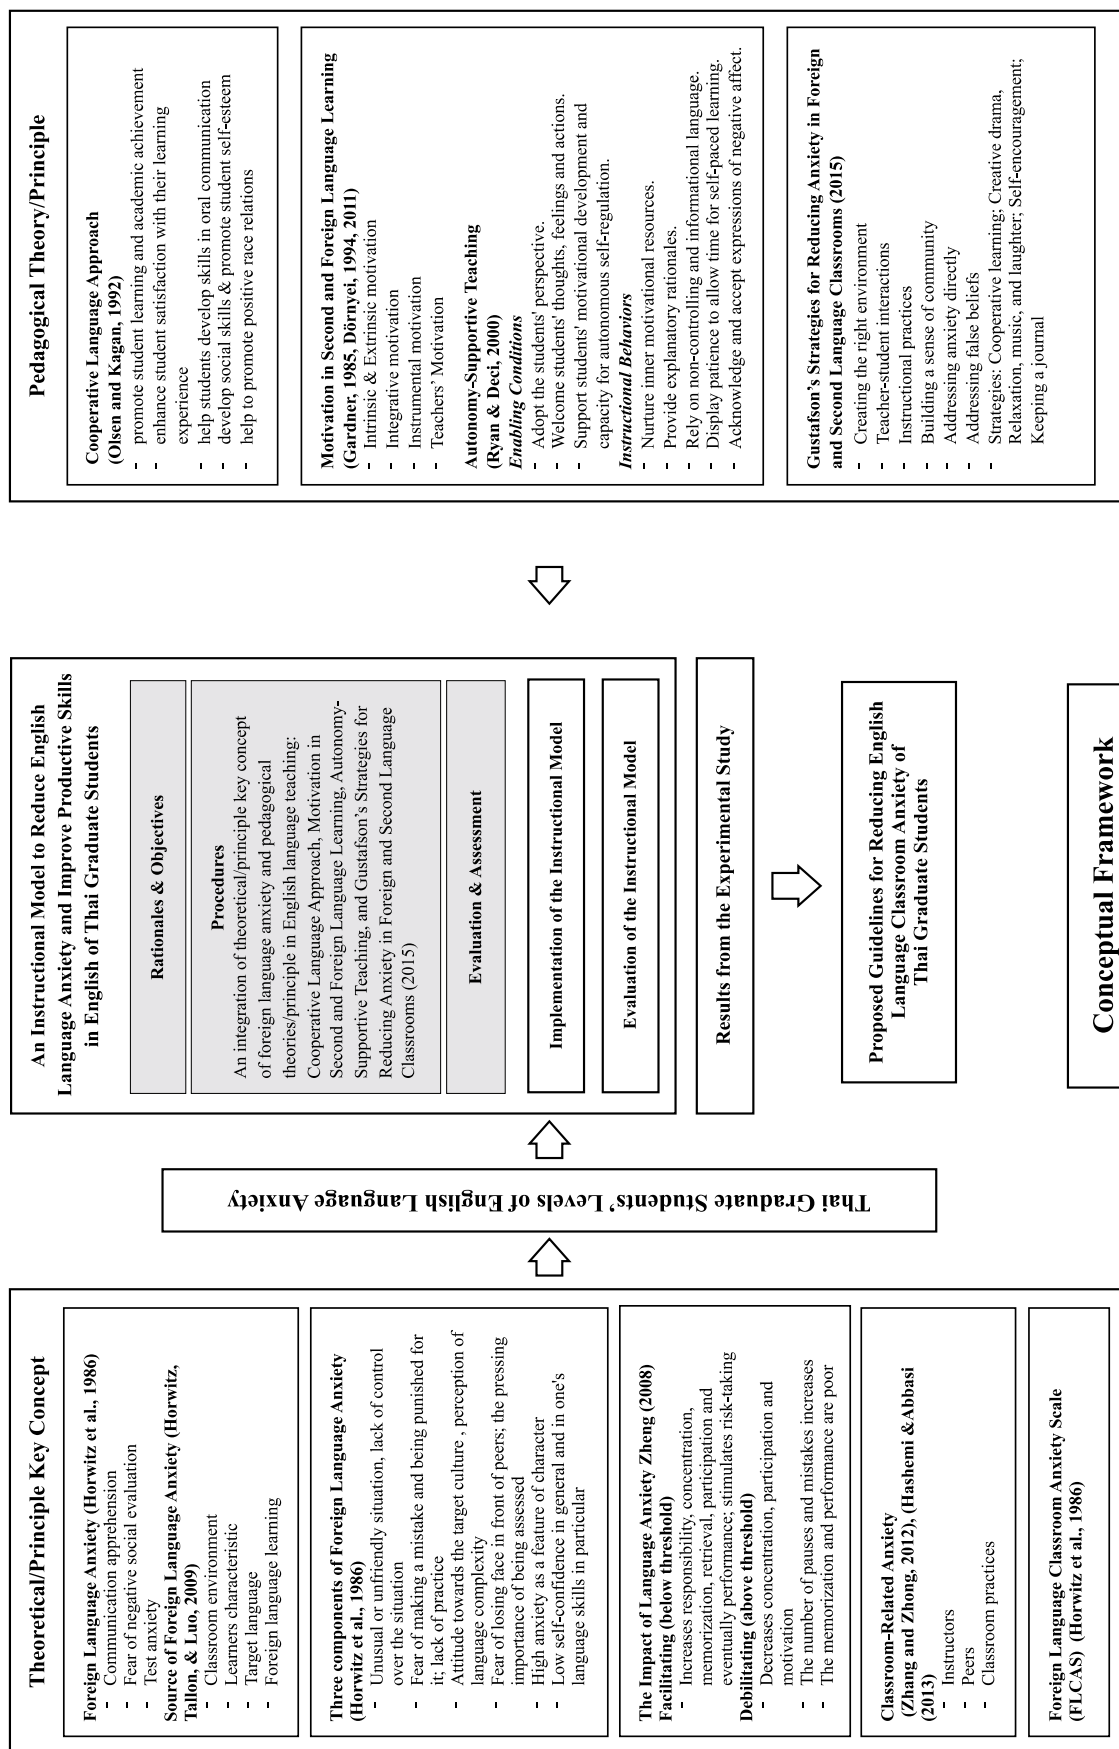 Theoretical/Principle Key Concept
Foreign Language Anxiety (Horwitz et al., 1986)
- Communication apprehension
- Fear of negative social evaluation
- Test anxiety
Source of Foreign Language Anxiety (Horwitz,
Tallon, & Luo, 2009)
- Classroom environment
- Learners characteristic
- Target language
- Foreign language learning
Three components of Foreign Language Anxiety
(Horwitz et al., 1986)
- Unusual or unfriendly situation, lack of control
over the situation
- Fear of making a mistake and being punished for
it; lack of practice
- Attitude towards the target culture , perception of
language complexity
- Fear of losing face in front of peers; the pressing
importance of being assessed
- High anxiety as a feature of character
- Low self-confidence in general and in one's
language skills in particular
The Impact of Language Anxiety Zheng (2008)
Facilitating (below threshold)
- Increases responsibility, concentration,
memorization, retrieval, participation and
eventually performance; stimulates risk-taking
Debilitating (above threshold)
- Decreases concentration, participation and
motivation
- The number of pauses and mistakes increases
- The memorization and performance are poor
Classroom-Related Anxiety
(Zhang and Zhong, 2012), (Hashemi &Abbasi
(2013)
- Instructors
- Peers
- Classroom practices
Foreign Language Classroom Anxiety Scale
(FLCAS) (Horwitz et al., 1986)
Thai Graduate Students' Levels of English Language Anxiety
An Instructional Model to Reduce English
Language Anxiety and Improve Productive Skills
in English of Thai Graduate Students
Rationales & Objectives
Procedures
An integration of theoretical/principle key concept
of foreign language anxiety and pedagogical
theories/principle in English language teaching:
Cooperative Language Approach, Motivation in
Second and Foreign Language Learning, Autonomy-
Supportive Teaching, and Gustafson's Strategies for
Reducing Anxiety in Foreign and Second Language
Classrooms (2015)
Evaluation & Assessment
Implementation of the Instructional Model
Evaluation of the Instructional Model
Results from the Experimental Study
Proposed Guidelines for Reducing English
Language Classroom Anxiety of
Thai Graduate Students
Conceptual Framework
Pedagogical Theory/Principle
Cooperative Language Approach
(Olsen and Kagan, 1992)
- promote student learning and academic achievement
- enhance student satisfaction with their learning
experience
- help students develop skills in oral communication
- develop social skills & promote student self-esteem
- help to promote positive race relations
Motivation in Second and Foreign Language Learning
(Gardner, 1985, Dörnyei, 1994, 2011)
- Intrinsic & Extrinsic motivation
- Integrative motivation
- Instrumental motivation
- Teachers' Motivation
Autonomy-Supportive Teaching
(Ryan & Deci, 2000)
Enabling Conditions
- Adopt the students' perspective.
- Welcome students' thoughts, feelings and actions.
- Support students' motivational development and
capacity for autonomous self-regulation.
Instructional Behaviors
- Nurture inner motivational resources.
- Provide explanatory rationales.
- Rely on non-controlling and informational language.
- Display patience to allow time for self-paced learning.
- Acknowledge and accept expressions of negative affect.
Gustafson's Strategies for Reducing Anxiety in Foreign
and Second Language Classrooms (2015)
- Creating the right environment
- Teacher-student interactions
- Instructional practices
- Building a sense of community
- Addressing anxiety directly
- Addressing false beliefs
- Strategies: Cooperative learning; Creative drama,
Relaxation, music, and laughter; Self-encouragement;
Keeping a journal